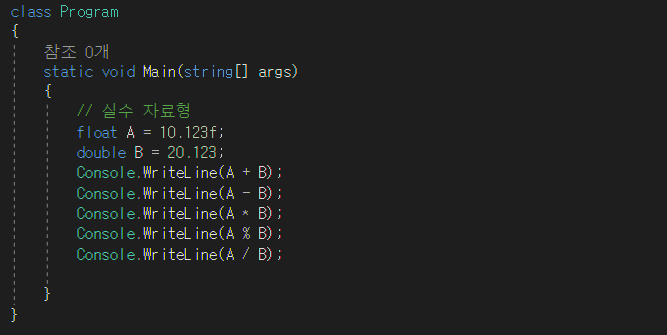 class Program
{
참조 0개
static void Main(string[] args)
{
// 실수 자료형
float A = 10.123f;
double B = 20.123;
Console.WriteLine(A + B);
Console.WriteLine(A - B);
Console.WriteLine(A * B);
Console.WriteLine(A % B);
Console.WriteLine(A / B);
}
}